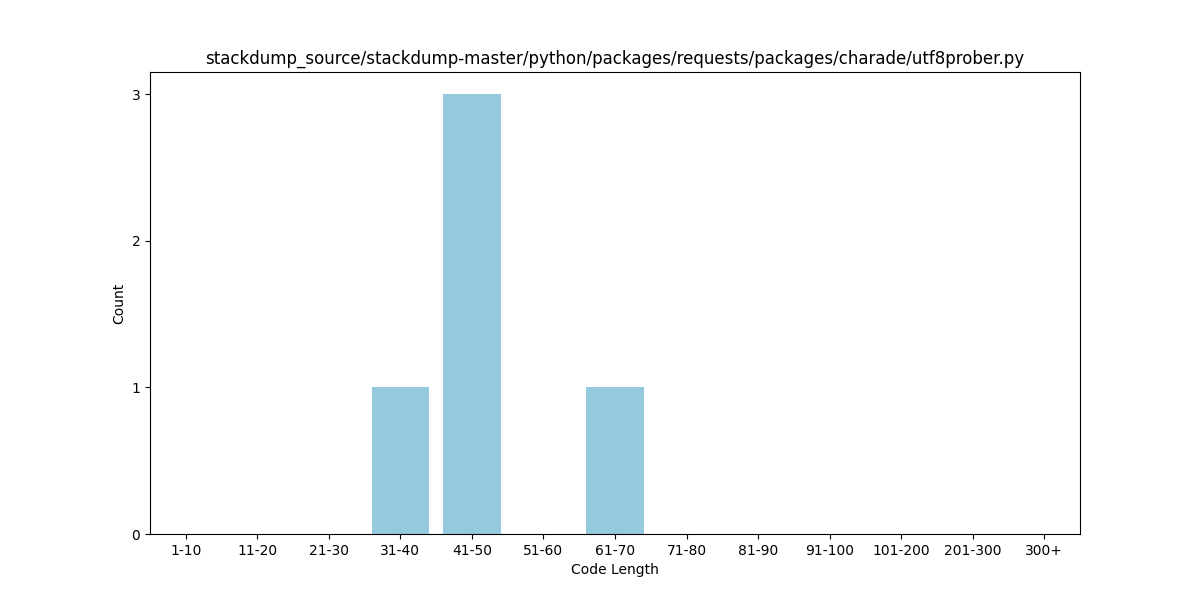 stackdump_source/stackdump-master/python/packages/requests/packages/charade/utf8prober.py
3
2
1
0
Count
1-10 11-20 21-30 31-40 41-50 51-60 61-70 71-80 81-90 91-100 101-200 201-300 300+
Code Length